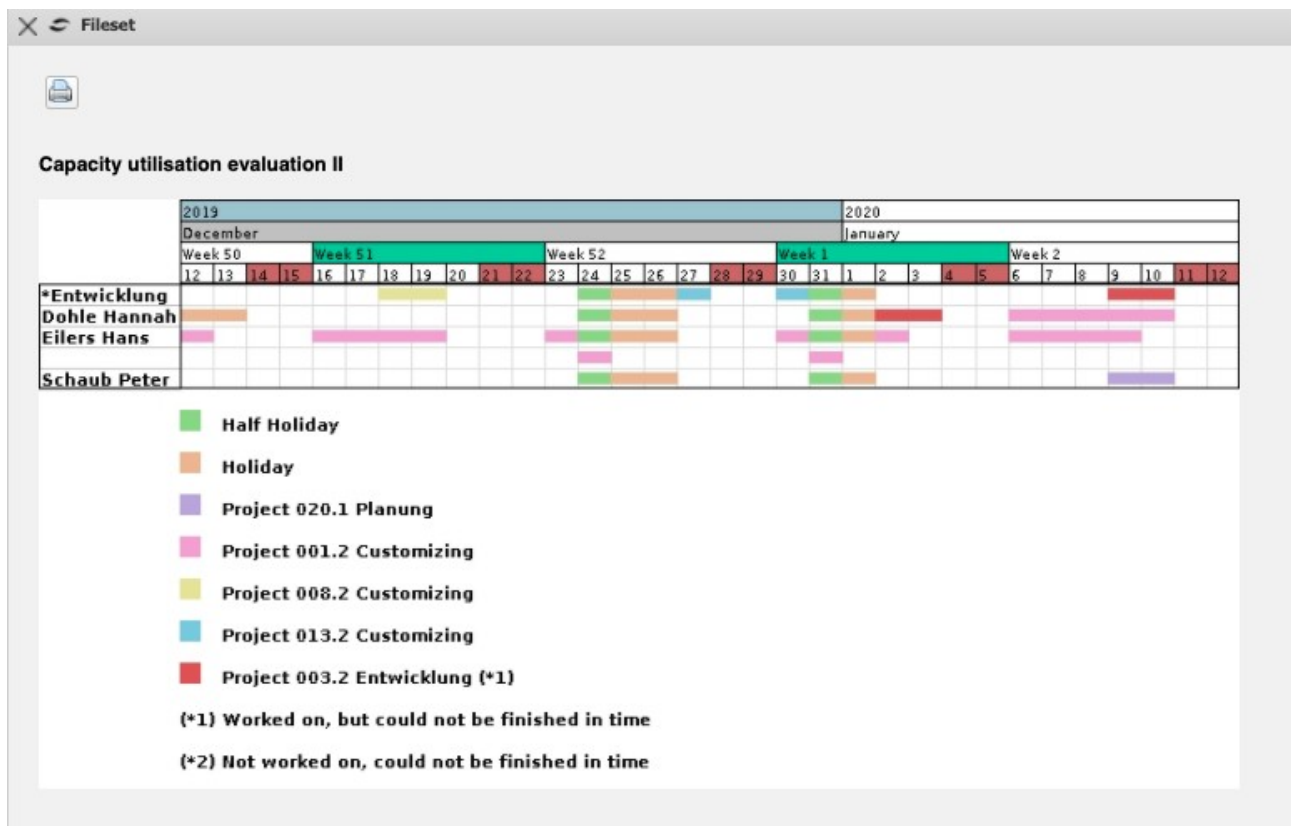 Fileset
Capacity utilisation evaluation II
2019 2020
December January
Week 50 Week 51 Week 52 Week 1 Week 2
12 13 14 15 16 17 18 19 20 21 22 23 24 25 26 27 28 29 30 31 1 2 3 4 5 6 7 8 9 10 11 12
*Entwicklung
Dohle Hannah
Eilers Hans
Schaub Peter
Half Holiday
Holiday
Project 020.1 Planung
Project 001.2 Customizing
Project 008.2 Customizing
Project 013.2 Customizing
Project 003.2 Entwicklung (*1)
(*1) Worked on, but could not be finished in time
(*2) Not worked on, could not be finished in time